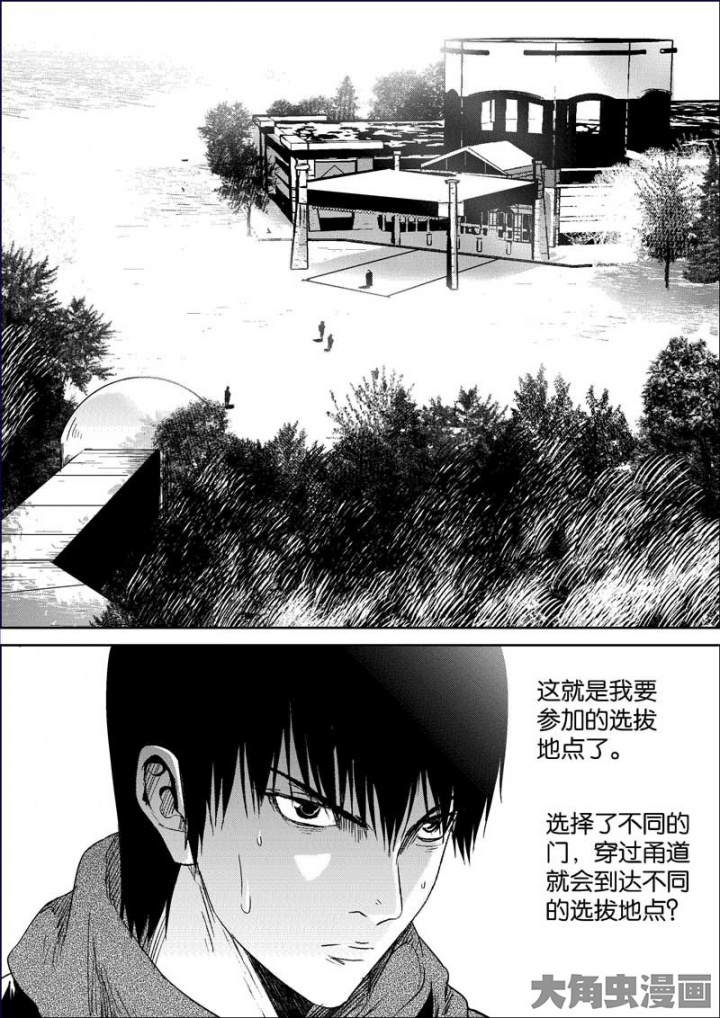 这就是我要
参加的选拔
地点了。
选择了不同的
门，穿过甬道
就会到达不同
的选拔地点？
大角虫漫画